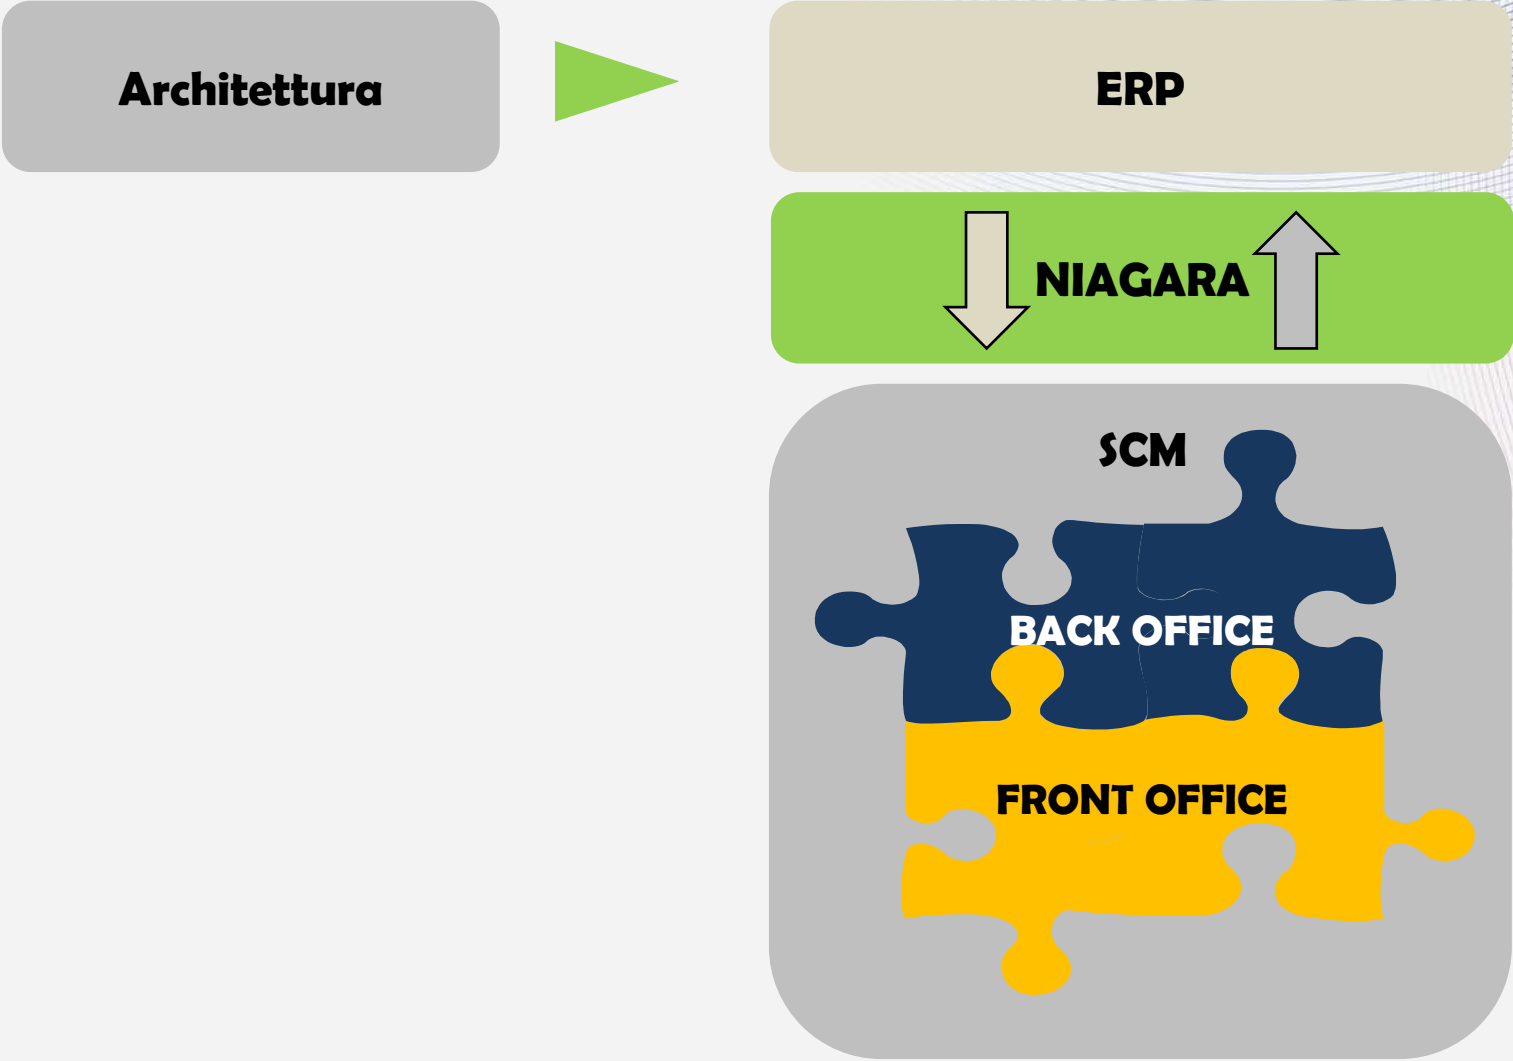 Architettura
ERP
NIAGARA
SCM
BACK OFFICE
FRONT OFFICE